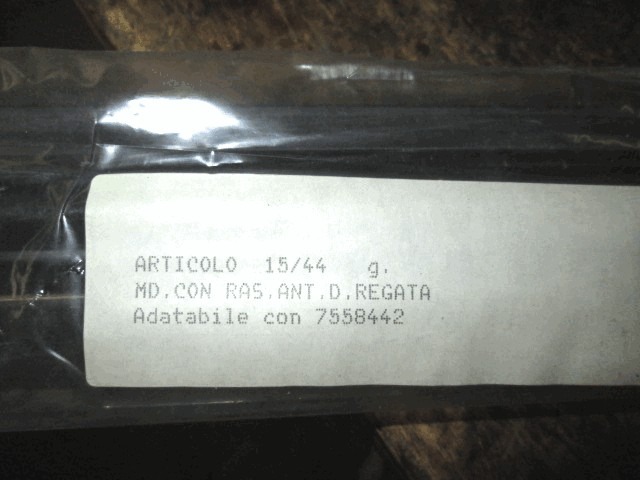 ARTICOLO 15/44 g.
MD.CON RAS.ANT.D.REGATA
Adatabile con 7558442